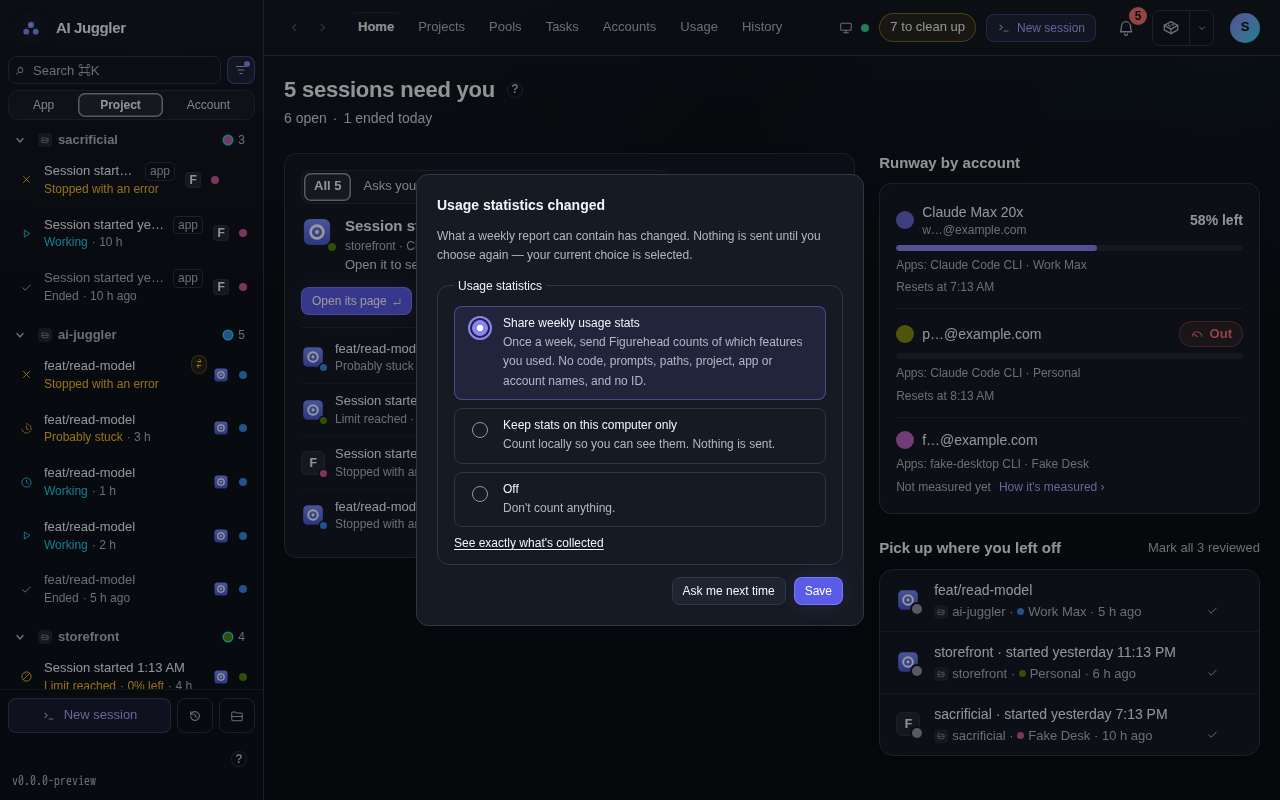 AI Juggler
Search ⌘K
App Project Account
sacrificial 3
Session start… app
Stopped with an error
F
Session started ye… app
Working · 10 h
F
Session started ye… app
Ended · 10 h ago
F
ai-juggler 5
feat/read-model
Stopped with an error
feat/read-model
Probably stuck · 3 h
feat/read-model
Working · 1 h
feat/read-model
Working · 2 h
feat/read-model
Ended · 5 h ago
storefront 4
Session started 1:13 AM
Limit reached · 0% left · 4 h
New session
?
v0.0.0-preview
Home Projects Pools Tasks Accounts Usage History
7 to clean up
New session
5
S
5 sessions need you ?
6 open · 1 ended today
All 5 Asks you
Session st
storefront · C
Open it to se
Open its page
feat/read-mod
Probably stuck
Session starte
Limit reached ·
F
Session starte
Stopped with a
feat/read-mod
Stopped with a
Usage statistics changed
What a weekly report can contain has changed. Nothing is sent until you
choose again — your current choice is selected.
Usage statistics
Share weekly usage stats
Once a week, send Figurehead counts of which features
you used. No code, prompts, paths, project, app or
account names, and no ID.
Keep stats on this computer only
Count locally so you can see them. Nothing is sent.
Off
Don't count anything.
See exactly what's collected
Ask me next time Save
Runway by account
Claude Max 20x
w…@example.com
58% left
Apps: Claude Code CLI · Work Max
Resets at 7:13 AM
p…@example.com Out
Apps: Claude Code CLI · Personal
Resets at 8:13 AM
f…@example.com
Apps: fake-desktop CLI · Fake Desk
Not measured yet How it's measured ›
Pick up where you left off Mark all 3 reviewed
feat/read-model
ai-juggler · Work Max · 5 h ago
storefront · started yesterday 11:13 PM
storefront · Personal · 6 h ago
F
sacrificial · started yesterday 7:13 PM
sacrificial · Fake Desk · 10 h ago